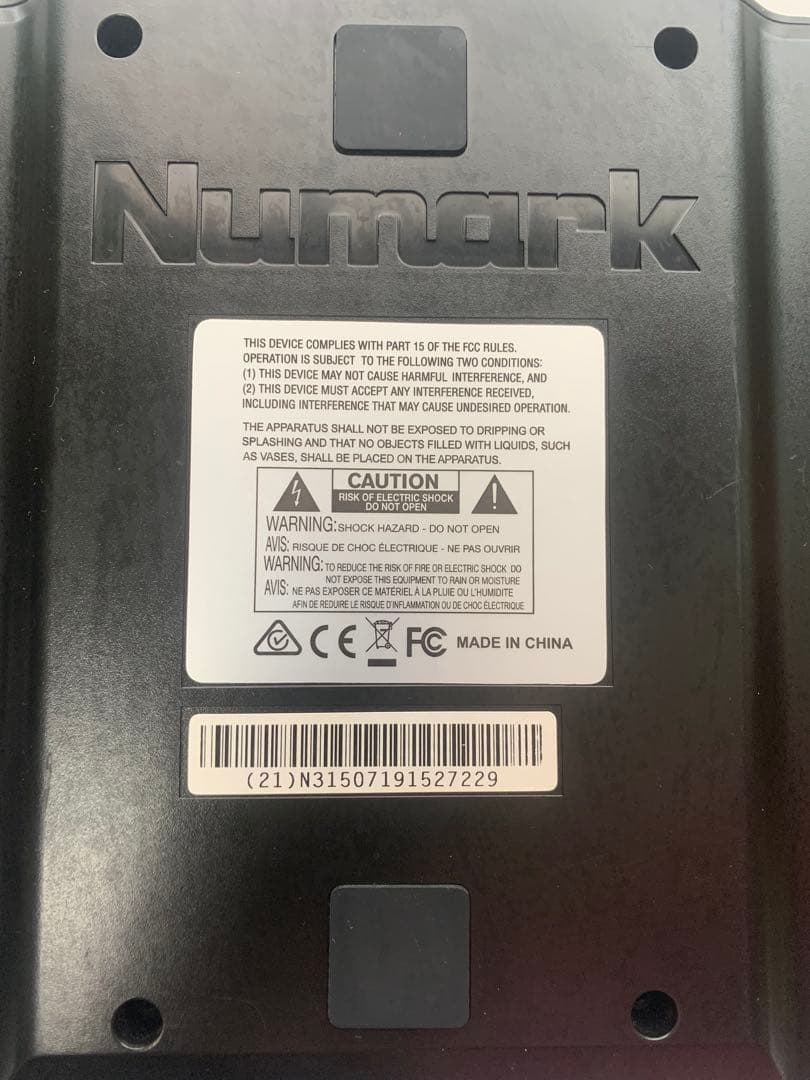 Numark
THIS DEVICE COMPLIES WITH PART 15 OF THE FCC RULES.
OPERATION IS SUBJECT TO THE FOLLOWING TWO CONDITIONS:
(1) THIS DEVICE MAY NOT CAUSE HARMFUL INTERFERENCE, AND
(2) THIS DEVICE MUST ACCEPT ANY INTERFERENCE RECEIVED,
INCLUDING INTERFERENCE THAT MAY CAUSE UNDESIRED OPERATION.
THE APPARATUS SHALL NOT BE EXPOSED TO DRIPPING OR
SPLASHING AND THAT NO OBJECTS FILLED WITH LIQUIDS, SUCH
AS VASES, SHALL BE PLACED ON THE APPARATUS.
CAUTION
RISK OF ELECTRIC SHOCK
DO NOT OPEN
WARNING: SHOCK HAZARD - DO NOT OPEN
AVIS: RISQUE DE CHOC ÉLECTRIQUE - NE PAS OUVRIR
WARNING: TO REDUCE THE RISK OF FIRE OR ELECTRIC SHOCK DO
NOT EXPOSE THIS EQUIPMENT TO RAIN OR MOISTURE
AVIS: NE PAS EXPOSER CE MATÉRIEL À LA PLUIE OU L'HUMIDITE
AFIN DE REDUIRE LE RISQUE D'INFLAMMATION OU DE CHOC ÉLECTRIQUE
CE FC MADE IN CHINA
(21)N31507191527229